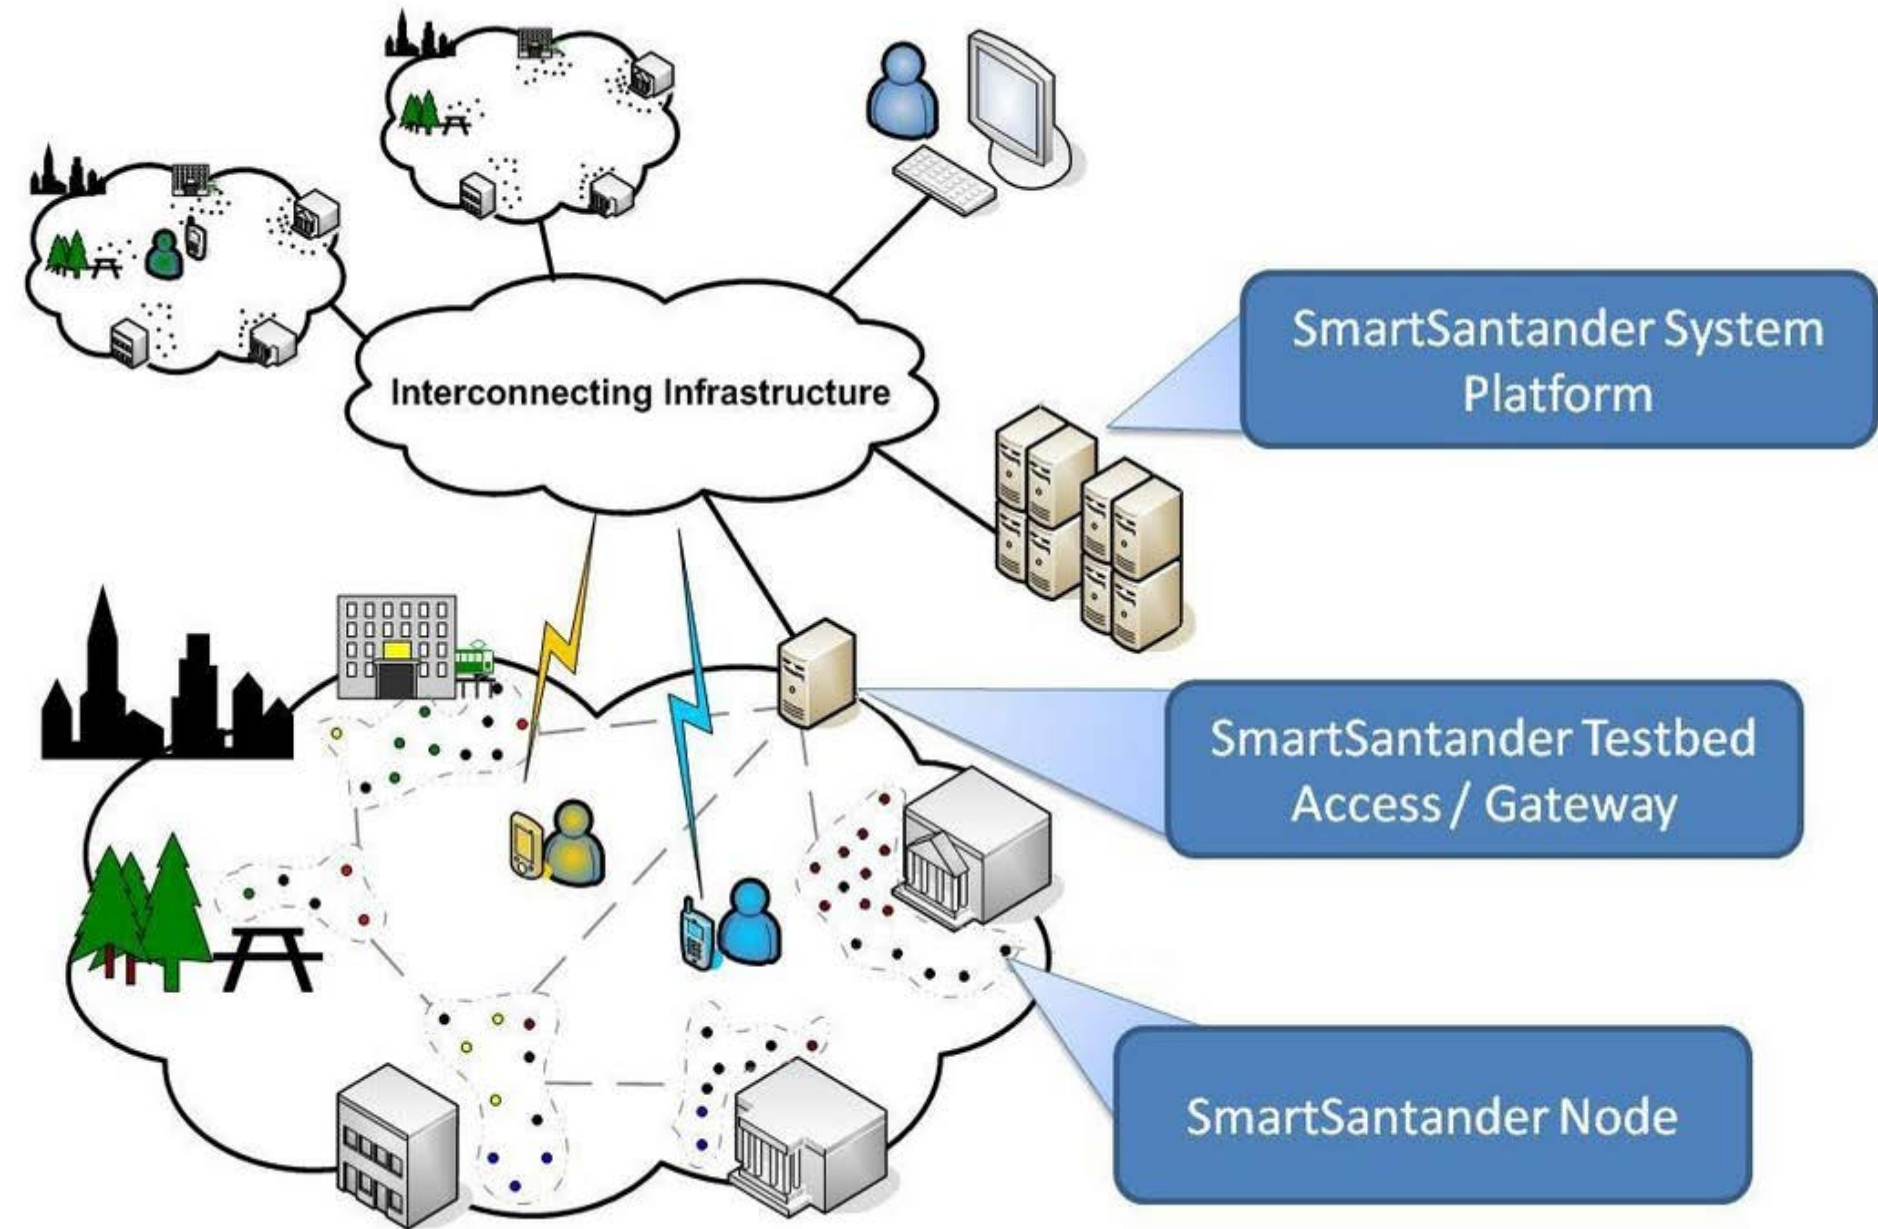 Interconnecting Infrastructure
SmartSantander System
Platform
SmartSantander Testbed
Access / Gateway
SmartSantander Node